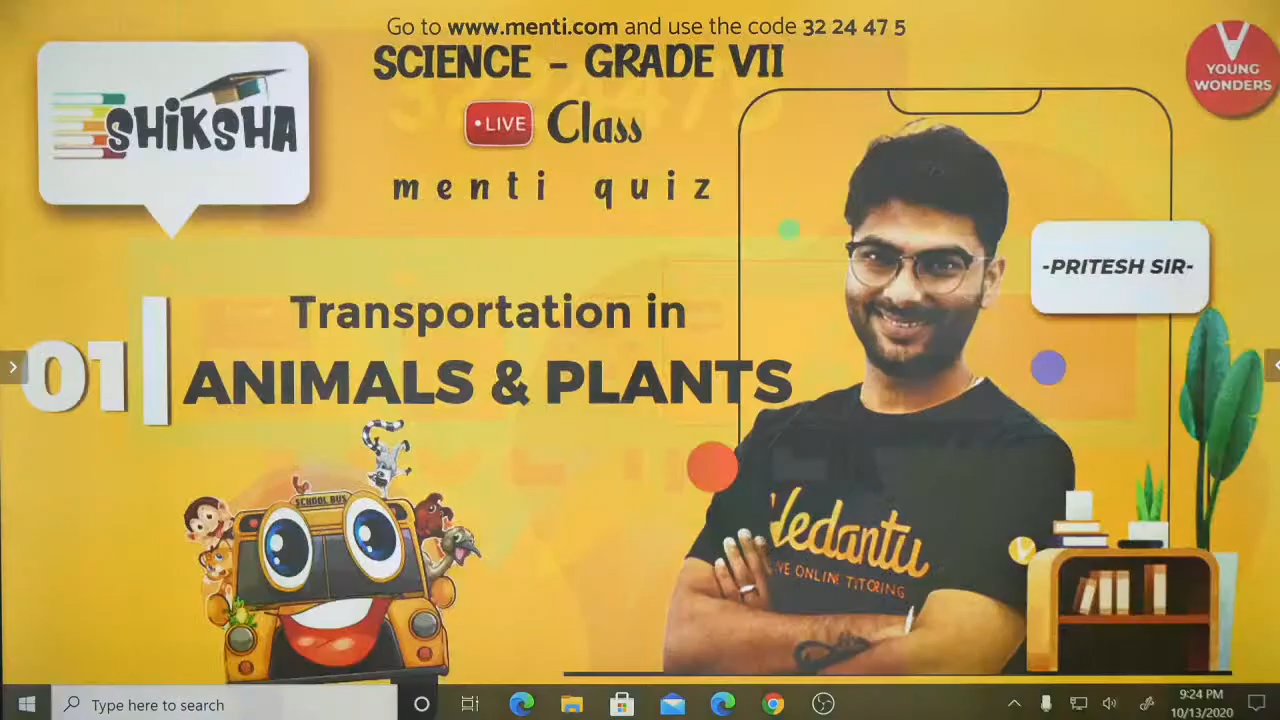 Go to www.menti.com and use the code 32 24 47 5
SCIENCE - GRADE VII
• LIVE Class
menti quiz
SHIKSHA
YOUNG
WONDERS
-PRITESH SIR-
01
Transportation in
ANIMALS & PLANTS
SCHOOL BUS
Vedantu
LIVE ONLINE TUTORING
Type here to search
9:24 PM
10/13/2020